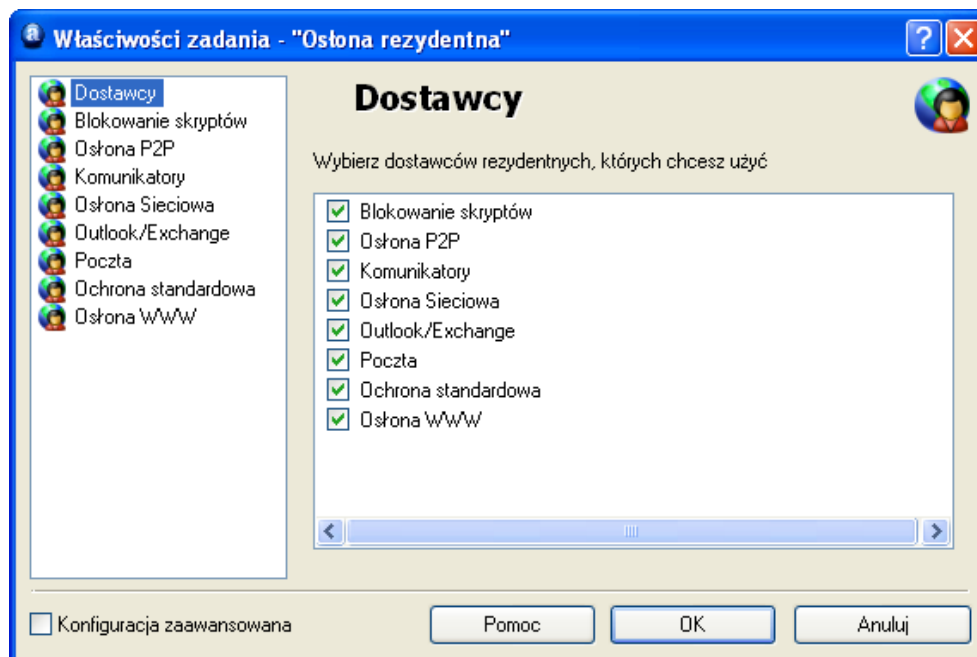 Właściwości zadania - "Osłona rezydentna"
Dostawcy
Blokowanie skryptów
Osłona P2P
Komunikatory
Osłona Sieciowa
Outlook/Exchange
Poczta
Ochrona standardowa
Osłona WWW
Dostawcy
Wybierz dostawców rezydentnych, których chcesz użyć
Blokowanie skryptów
Osłona P2P
Komunikatory
Osłona Sieciowa
Outlook/Exchange
Poczta
Ochrona standardowa
Osłona WWW
Konfiguracja zaawansowana
Pomoc
OK
Anuluj